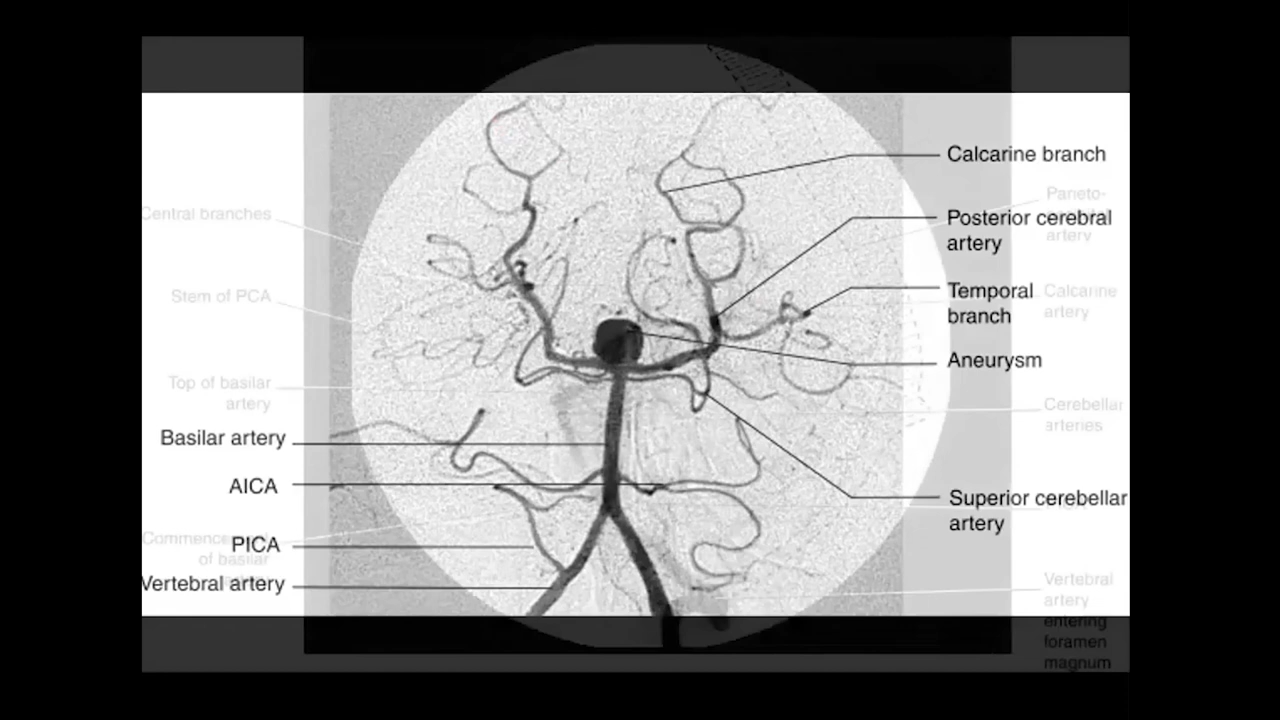 Calcarine branch
Parieto-
Central branches
Posterior cerebral
artery
artery
Stem of PCA
Temporal
branch
Calcarine
artery
Aneurysm
Top of basilar
artery
Cerebellar
arteries
Basilar artery
AICA
Superior cerebellar
artery
PICA
of basilar
Vertebral artery
Vertebral
artery
entering
foramen
magnum